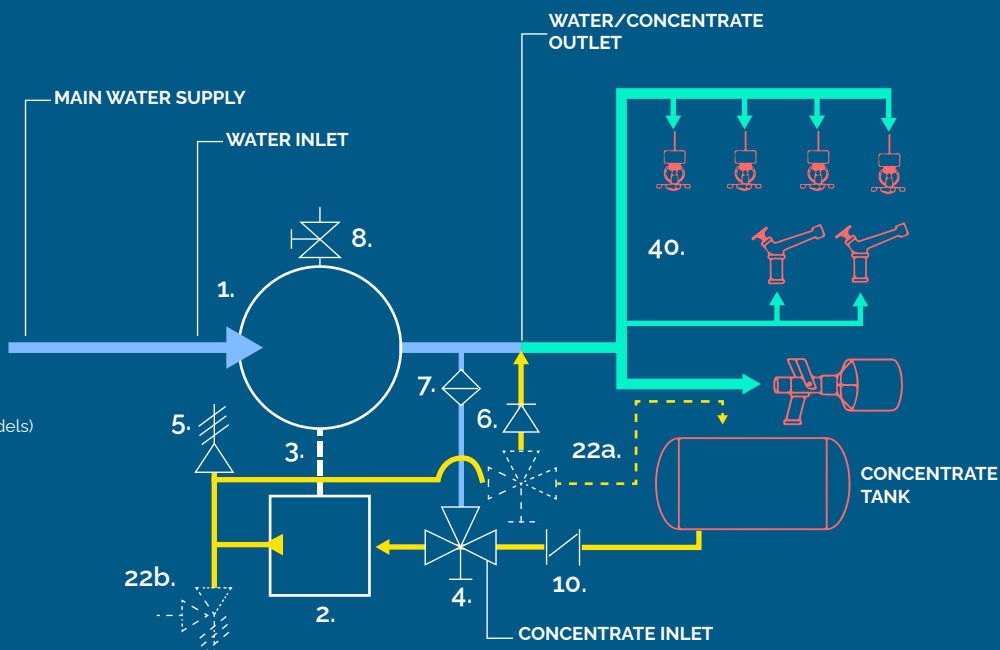 WATER/CONCENTRATE
OUTLET
MAIN WATER SUPPLY
WATER INLET
8.
40.
1.
7.
5.
6.
dels)
3.
22a.
CONCENTRATE
TANK
22b.
4.
10.
2.
CONCENTRATE INLET